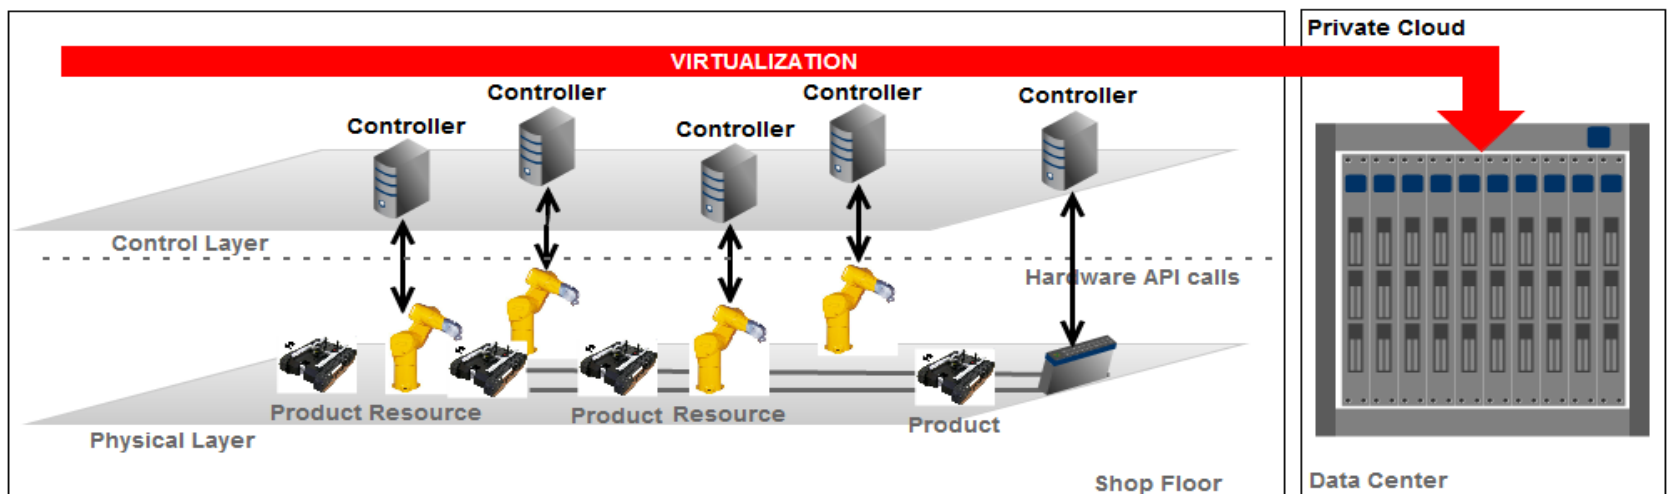 Private Cloud
VIRTUALIZATION
Controller
Controller
Controller
Controller
Controller
Control Layer
Hardware API calls
Product Resource
Product Resource
Product
Physical Layer
Shop Floor
Data Center